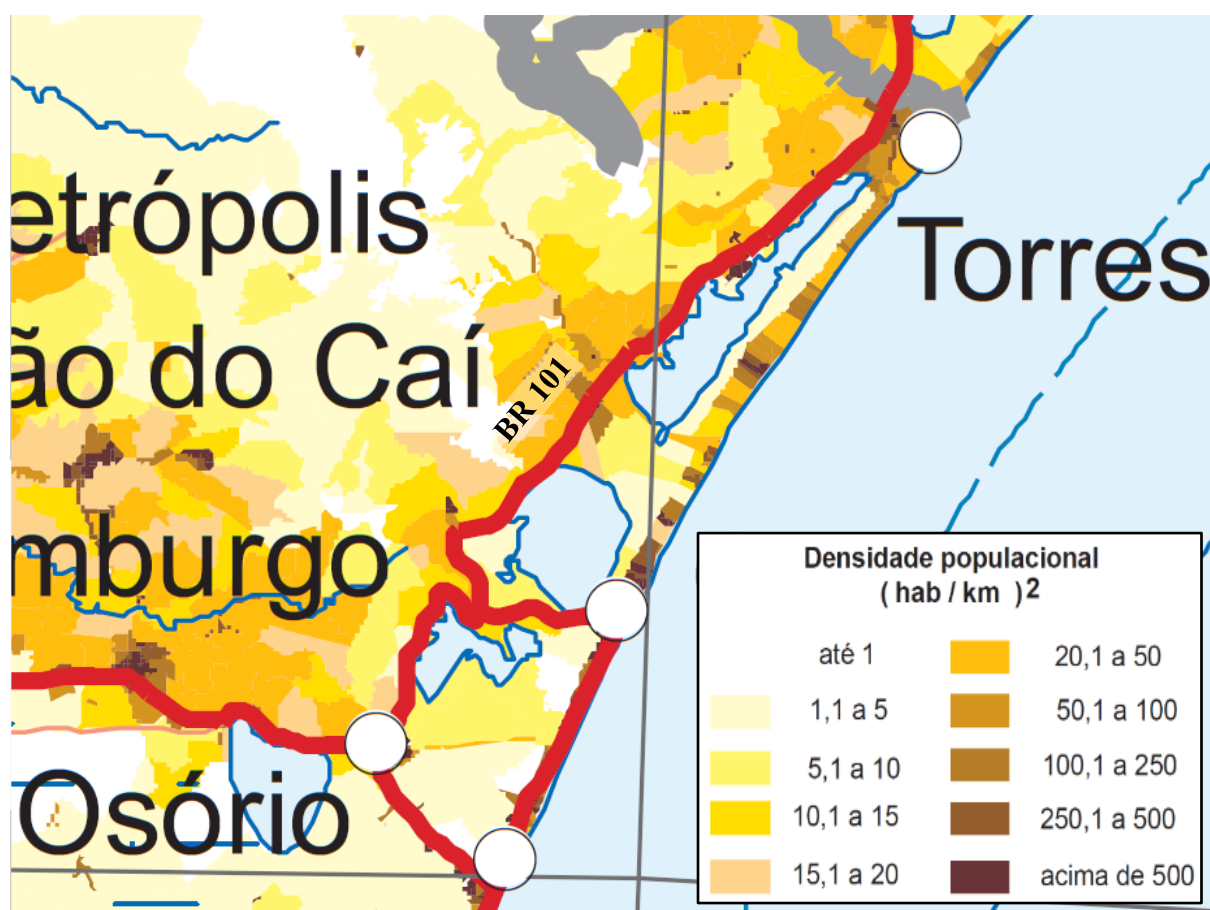 etrópolis
Torres
ão do Caí
BR 101
mburgo
Osório
Densidade populacional
( hab / km )2
até 1
1,1 a 5
5,1 a 10
10,1 a 15
15,1 a 20
20,1 a 50
50,1 a 100
100,1 a 250
250,1 a 500
acima de 500